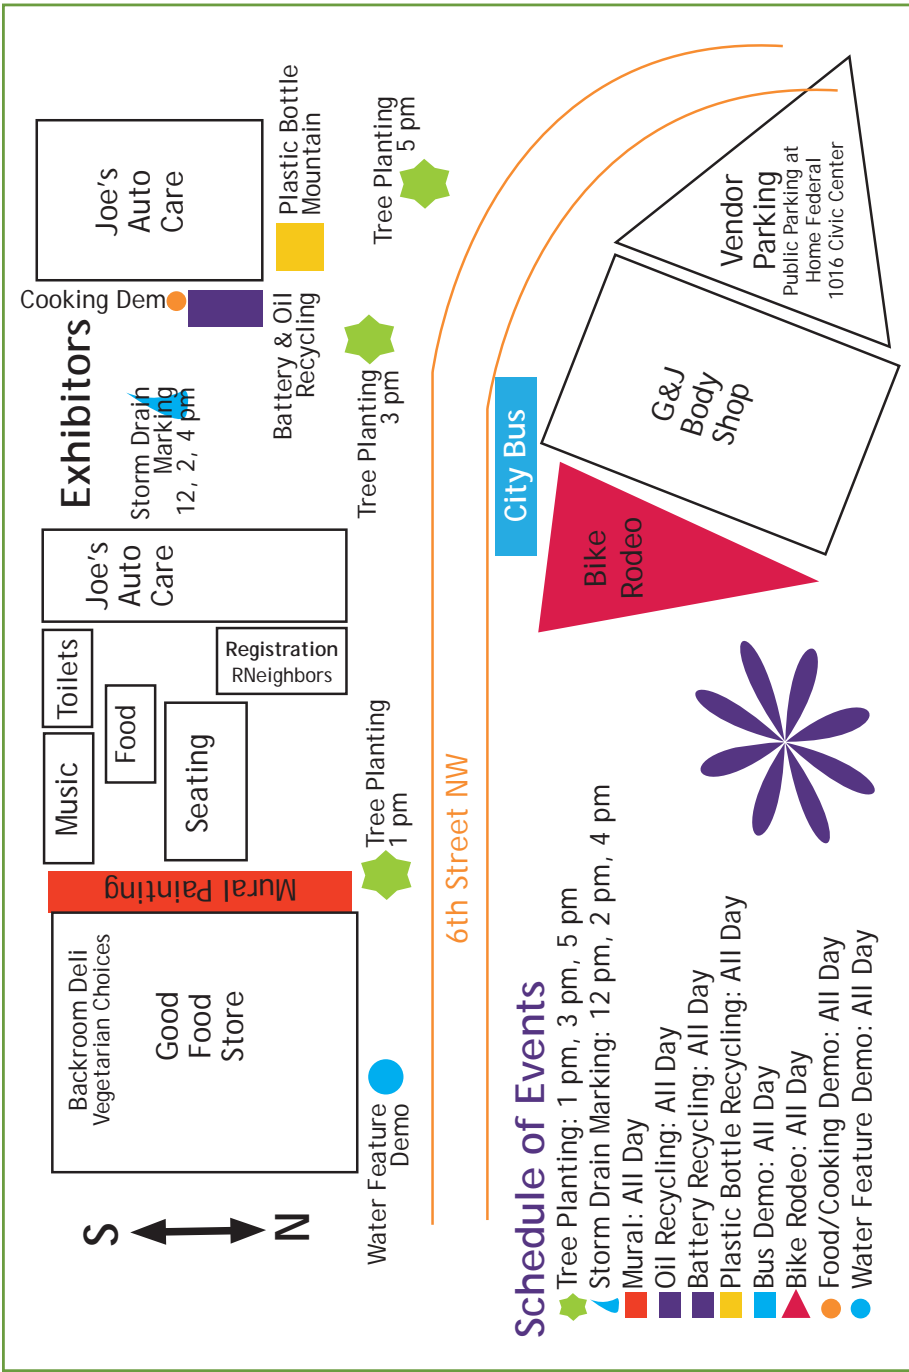 S
N
Backroom Deli
Vegetarian Choices
Good
Food
Store
Water Feature
Demo
Mural Painting
Music
Toilets
Food
Seating
Registration
RNeighbors
Joe's
Auto
Care
Tree Planting
1 pm
Exhibitors
Storm Drain
Marking
12, 2, 4 pm
Cooking Dem
Joe's
Auto
Care
Battery & Oil
Recycling
Plastic Bottle
Mountain
Tree Planting
3 pm
Tree Planting
5 pm
6th Street NW
City Bus
Bike
Rodeo
G&J
Body
Shop
Vendor
Parking
Public Parking at
Home Federal
1016 Civic Center
Schedule of Events
Tree Planting: 1 pm, 3 pm, 5 pm
Storm Drain Marking: 12 pm, 2 pm, 4 pm
Mural: All Day
Oil Recycling: All Day
Battery Recycling: All Day
Plastic Bottle Recycling: All Day
Bus Demo: All Day
Bike Rodeo: All Day
Food/Cooking Demo: All Day
Water Feature Demo: All Day